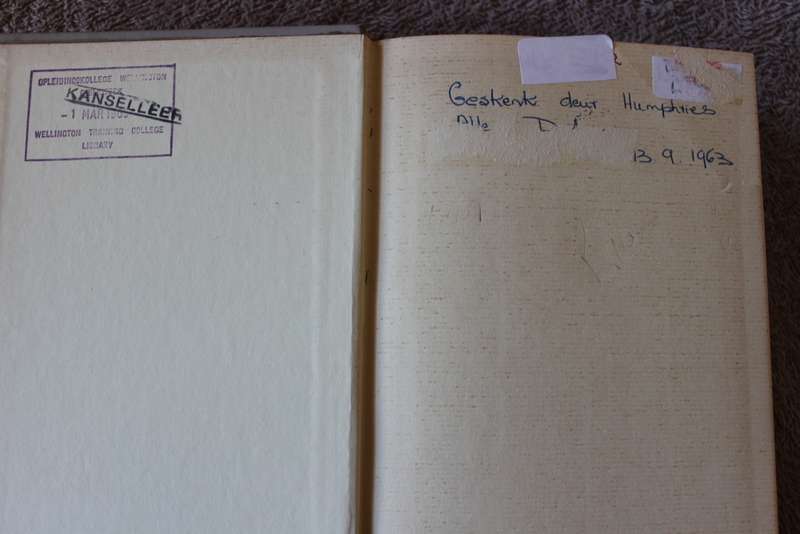 OPLEIDINGSKOLLEGE WELLINGTON
KANSELLEER
-1 MAR
WELLINGTON TRAINING COLLEGE
LIBRARY
Geskenk deur Humphries
13.9.1963